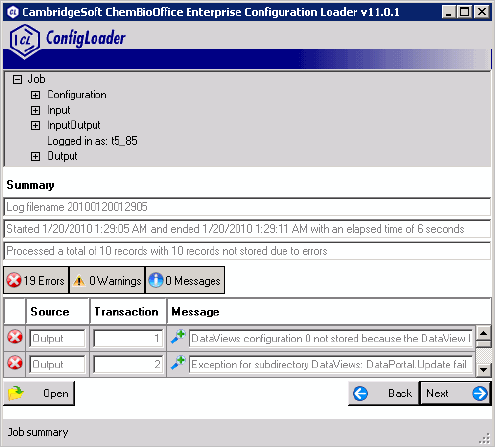 CambridgeSoft ChemBioOffice Enterprise Configuration Loader v11.0.1
CL ConfigLoader
Job
Configuration
Input
InputOutput
Logged in as: t5_85
Output
Summary
Log filename 20100120012905
Started 1/20/2010 1:29:05 AM and ended 1/20/2010 1:29:11 AM with an elapsed time of 6 seconds
Processed a total of 10 records with 10 records not stored due to errors
19 Errors 0 Warnings 0 Messages
Source Transaction Message
Output 1 DataViews configuration 0 not stored because the DataView
Output 2 Exception for subdirectory DataViews: DataPortal.Update fail
Open Back Next
Job summary